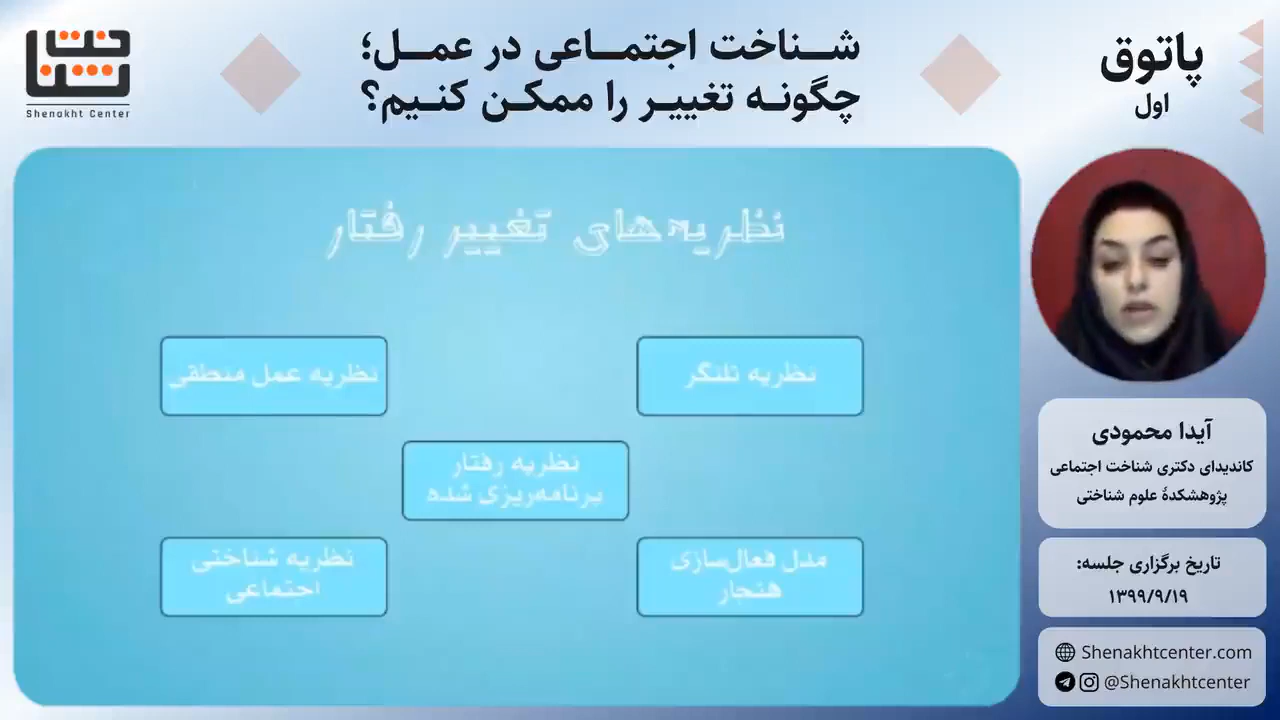 پاتوق
اول
شناخت اجتماعی در عمل؛
چگونه تغییر را ممکن کنیم؟
شناخت
Shenakht Center
نظریه‌های تغییر رفتار
نظریه تلنگر
نظریه عمل منطقی
نظریه رفتار
برنامه‌ریزی شده
مدل فعال‌سازی
هنجار
نظریه شناختی
اجتماعی
آیدا محمودی
کاندیدای دکتری شناخت اجتماعی
پژوهشکدهٔ علوم شناختی
تاریخ برگزاری جلسه:
۱۳۹۹/۹/۱۹
Shenakhtcenter.com
@Shenakhtcenter